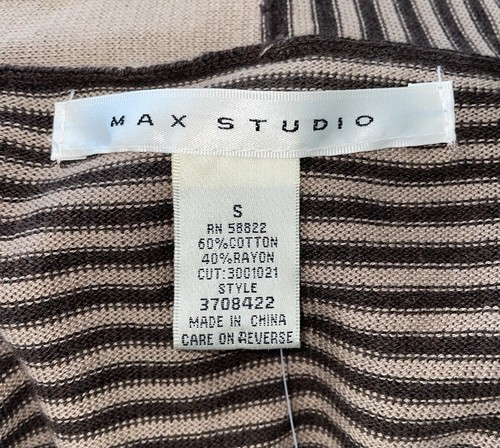 MAX STUDIO
S
RN 58822
60%COTTON
40%RAYON
CUT:3001021
STYLE
3708422
MADE IN CHINA
CARE ON REVERSE